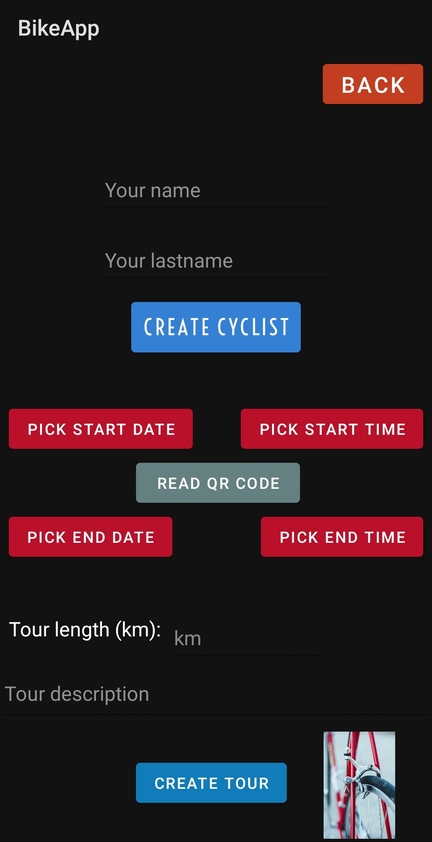 BikeApp
BACK
Your name
Your lastname
CREATE CYCLIST
PICK START DATE
PICK START TIME
READ QR CODE
PICK END DATE
PICK END TIME
Tour length (km):
km
Tour description
CREATE TOUR